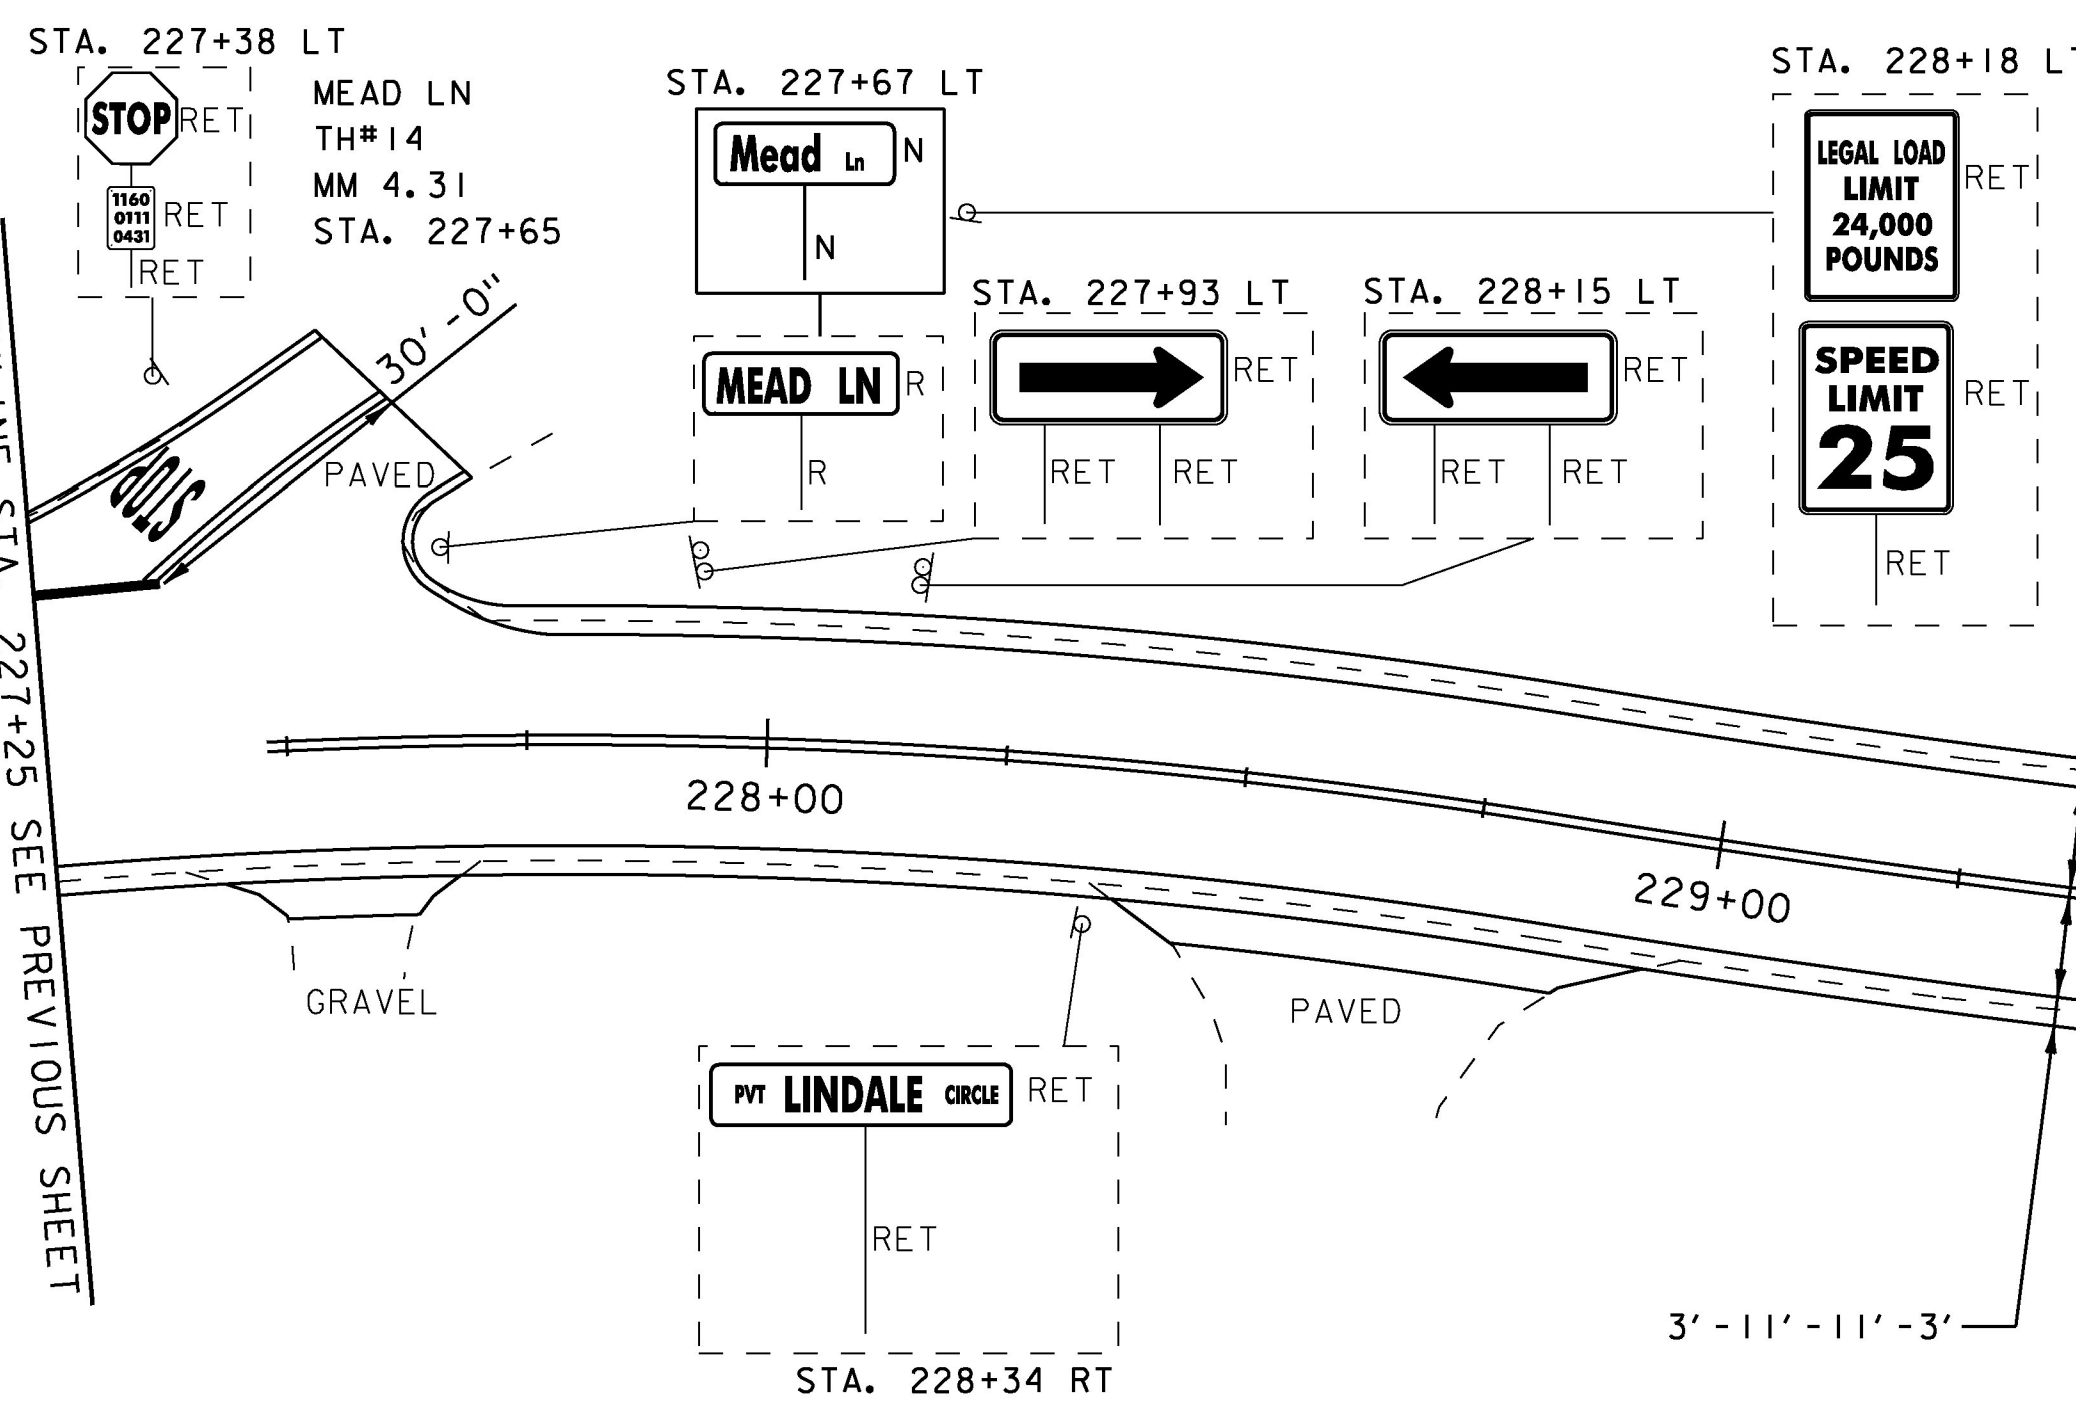 STA. 227+38 LT
STOP
RET
1160
0111
0431
RET
RET
MEAD LN
TH#14
MM 4.31
STA. 227+65
STA. 227+67 LT
Mead Ln
N
N
MEAD LN
R
R
STA. 227+93 LT
RET
RET
RET
STA. 228+15 LT
RET
RET
RET
STA. 228+18 LT
LEGAL LOAD
LIMIT
24,000
POUNDS
RET
SPEED
LIMIT
25
RET
RET
30'-0"
PAVED
STOP
STA. 227+25 SEE PREVIOUS SHEET
228+00
229+00
GRAVEL
PAVED
PVT LINDALE CIRCLE
RET
RET
STA. 228+34 RT
3'-11'-11'-3'